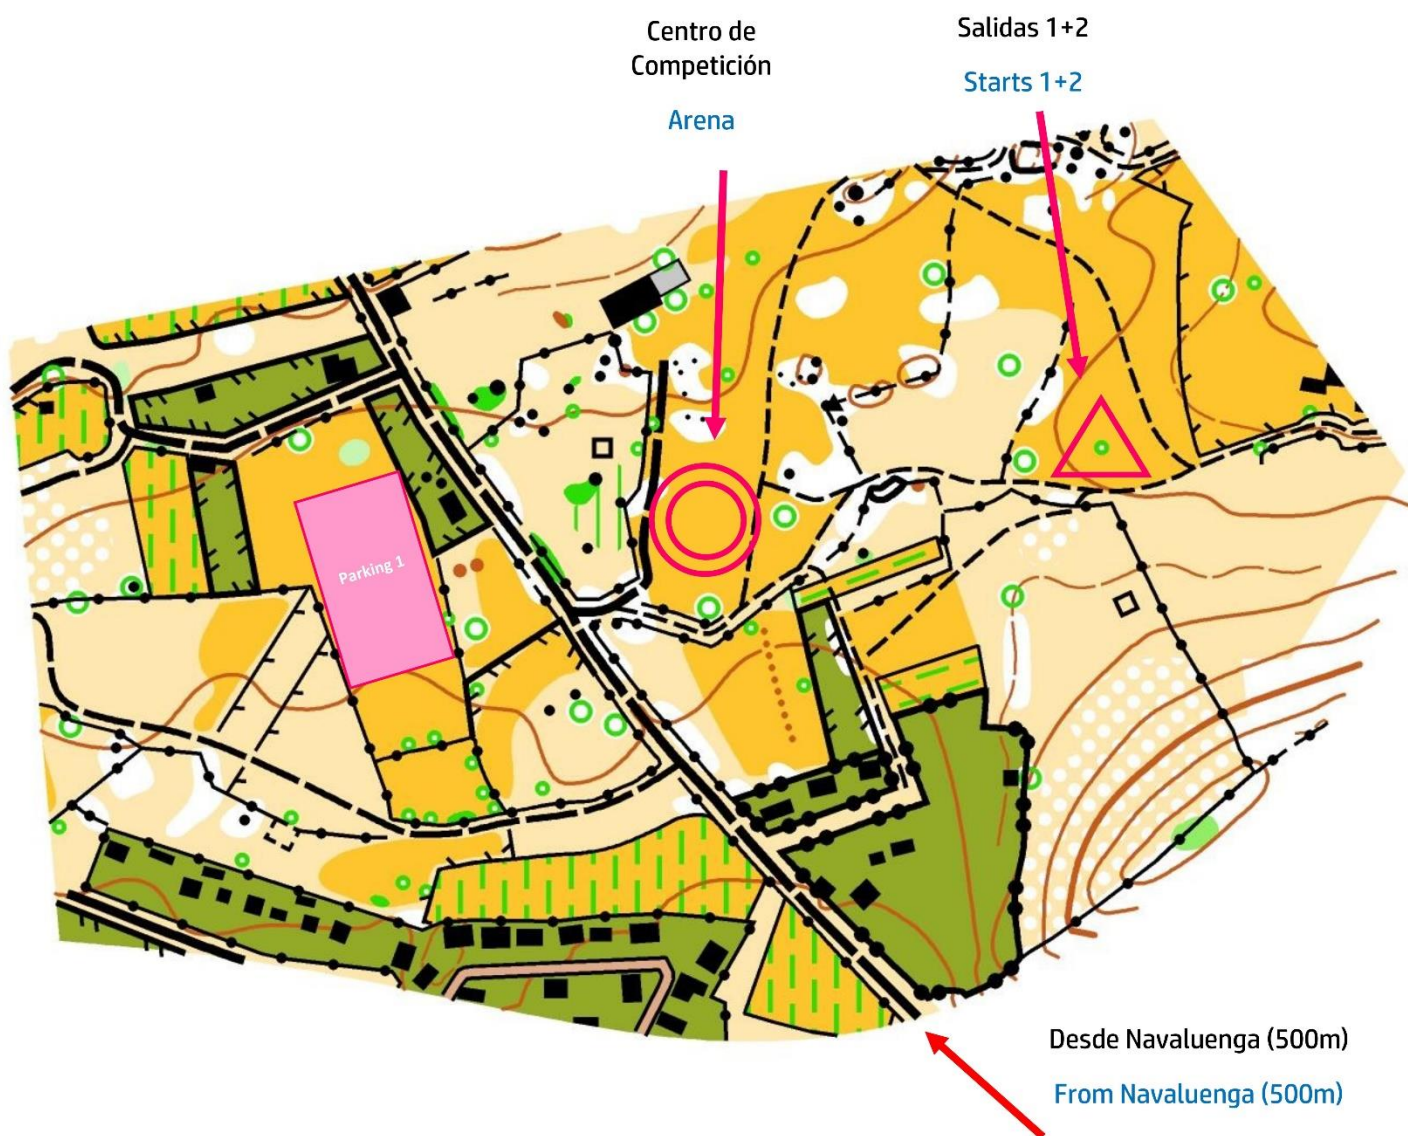 Centro de
Competición
Arena
Salidas 1+2
Starts 1+2
Parking 1
Desde Navaluenga (500m)
From Navaluenga (500m)